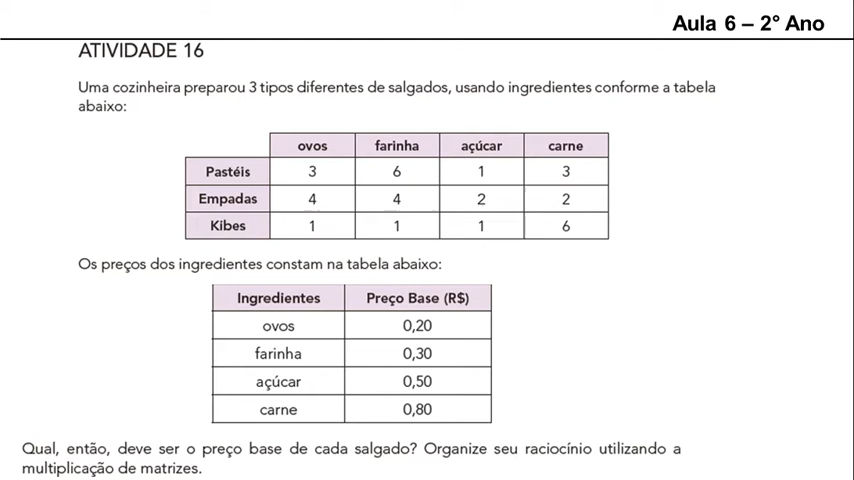 Aula 6 – 2° Ano
ATIVIDADE 16
Uma cozinheira preparou 3 tipos diferentes de salgados, usando ingredientes conforme a tabela
abaixo:
ovos farinha açúcar carne
Pastéis 3 6 1 3
Empadas 4 4 2 2
Kibes 1 1 1 6
Os preços dos ingredientes constam na tabela abaixo:
Ingredientes Preço Base (R$)
ovos 0,20
farinha 0,30
açúcar 0,50
carne 0,80
Qual, então, deve ser o preço base de cada salgado? Organize seu raciocínio utilizando a
multiplicação de matrizes.